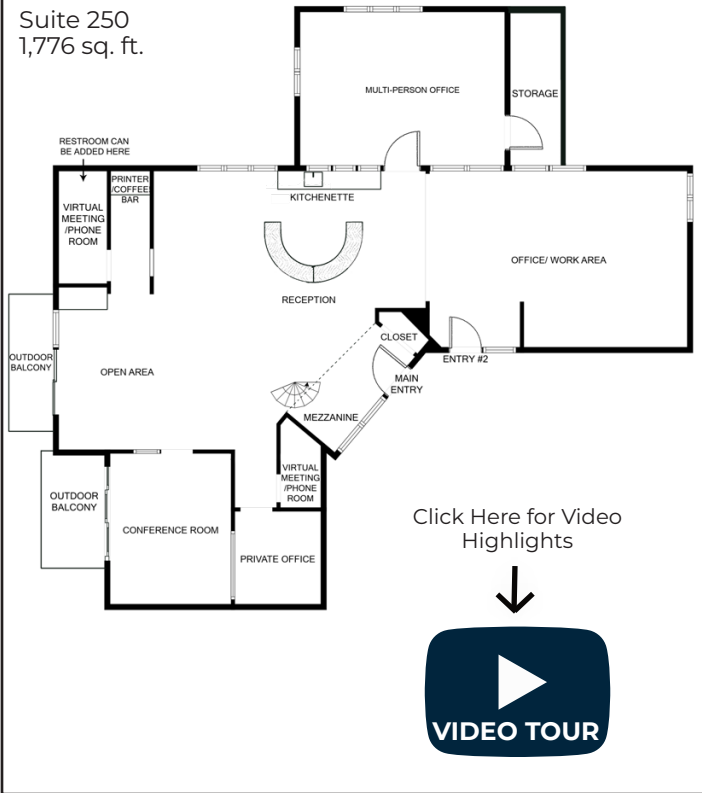 Suite 250
1,776 sq. ft.
MULTI-PERSON OFFICE
STORAGE
RESTROOM CAN
BE ADDED HERE
PRINTER
/COFFEE
BAR
VIRTUAL
MEETING
/PHONE
ROOM
KITCHENETTE
OFFICE/ WORK AREA
RECEPTION
CLOSET
ENTRY #2
OUTDOOR
BALCONY
OPEN AREA
MAIN
ENTRY
MEZZANINE
VIRTUAL
MEETING
/PHONE
ROOM
OUTDOOR
BALCONY
CONFERENCE ROOM
PRIVATE OFFICE
Click Here for Video
Highlights
VIDEO TOUR